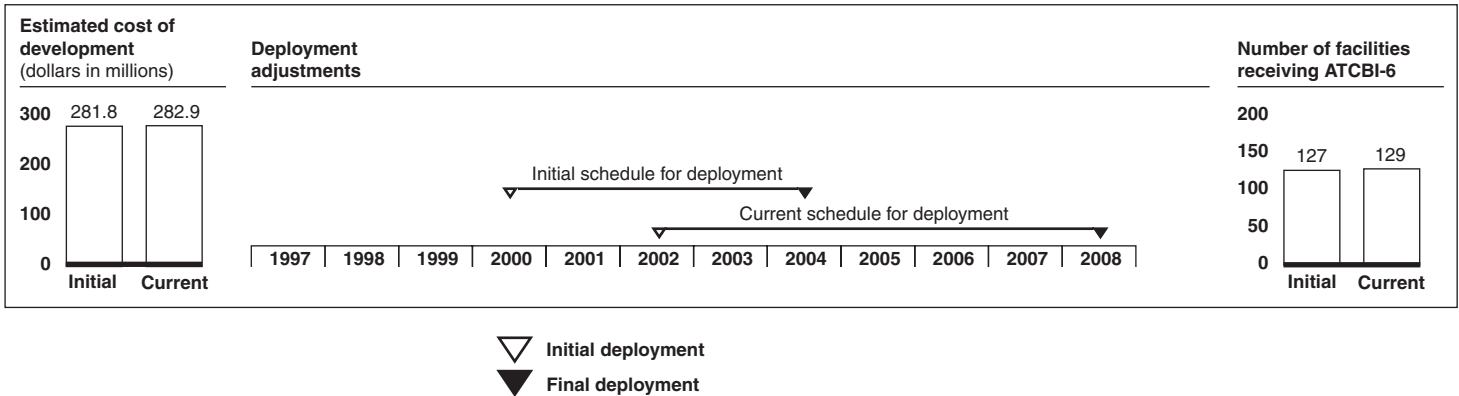 Estimated cost of
development
(dollars in millions)
300
200
100
0
281.8 282.9
Initial Current
Deployment
adjustments
Initial schedule for deployment
Current schedule for deployment
1997 1998 1999 2000 2001 2002 2003 2004 2005 2006 2007 2008
Number of facilities
receiving ATCBI-6
200
150
100
50
0
127 129
Initial Current
Initial deployment
Final deployment